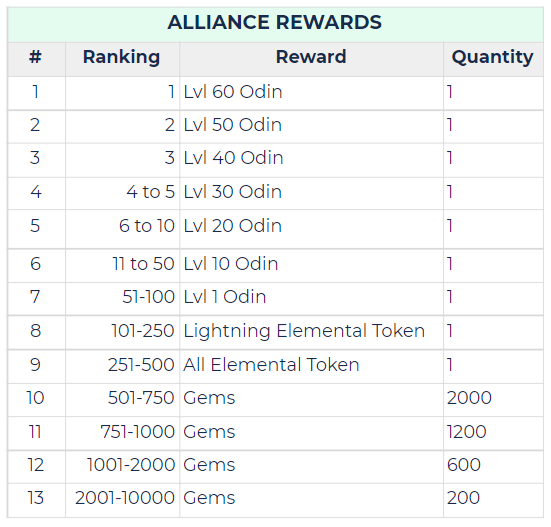 ALLIANCE REWARDS
# Ranking Reward Quantity
1 1 Lvl 60 Odin 1
2 2 Lvl 50 Odin 1
3 3 Lvl 40 Odin 1
4 4 to 5 Lvl 30 Odin 1
5 6 to 10 Lvl 20 Odin 1
6 11 to 50 Lvl 10 Odin 1
7 51-100 Lvl 1 Odin 1
8 101-250 Lightning Elemental Token 1
9 251-500 All Elemental Token 1
10 501-750 Gems 2000
11 751-1000 Gems 1200
12 1001-2000 Gems 600
13 2001-10000 Gems 200